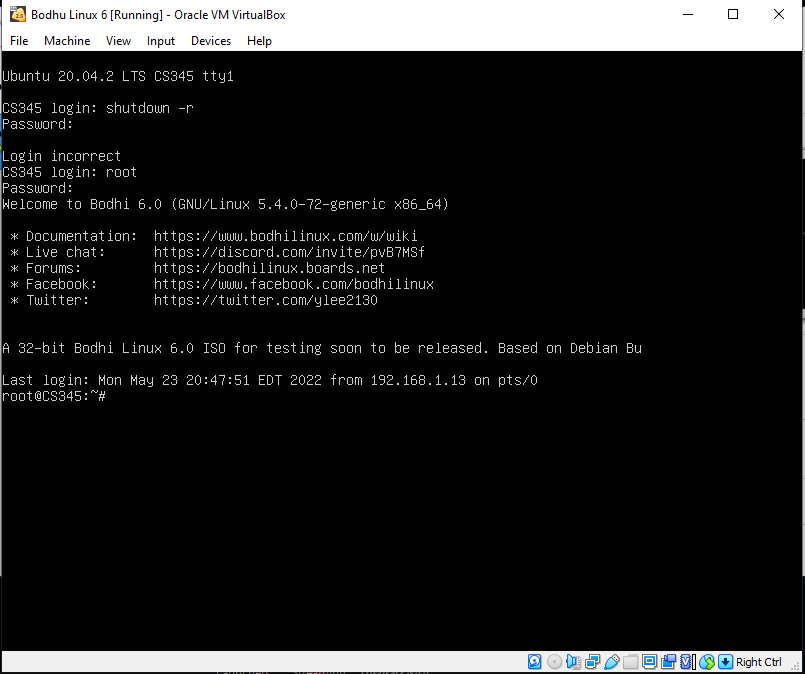 Bodhu Linux 6 [Running] - Oracle VM VirtualBox
File Machine View Input Devices Help
Ubuntu 20.04.2 LTS CS345 tty1
CS345 login: shutdown -r
Password:
Login incorrect
CS345 login: root
Password:
Welcome to Bodhi 6.0 (GNU/Linux 5.4.0-72-generic x86_64)
* Documentation: https://www.bodhilinux.com/w/wiki
* Live chat: https://discord.com/invite/pvB7MSf
* Forums: https://bodhilinux.boards.net
* Facebook: https://www.facebook.com/bodhilinux
* Twitter: https://twitter.com/ylee2130
A 32-bit Bodhi Linux 6.0 ISO for testing soon to be released. Based on Debian Bu
Last login: Mon May 23 20:47:51 EDT 2022 from 192.168.1.13 on pts/0
root@CS345:~#
Right Ctrl